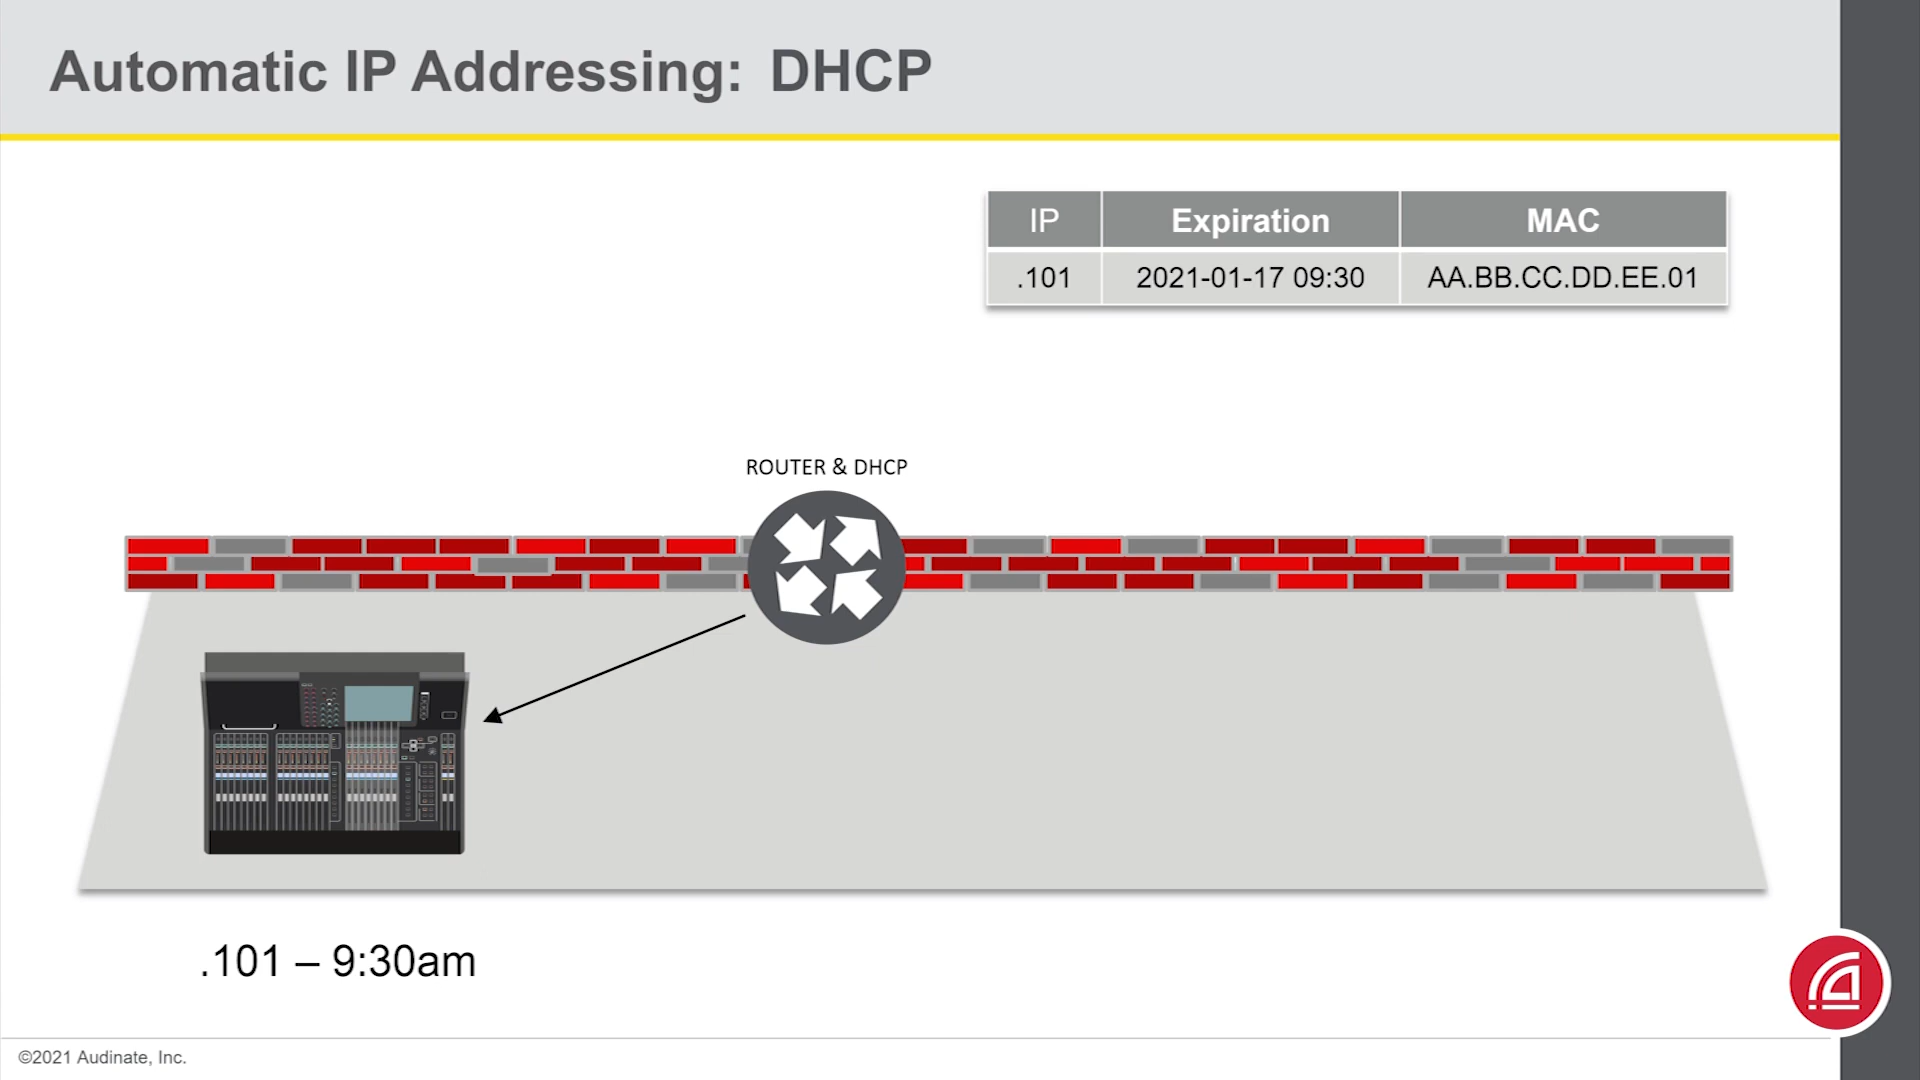 Automatic IP Addressing: DHCP
IP Expiration MAC
.101 2021-01-17 09:30 AA.BB.CC.DD.EE.01
ROUTER & DHCP
.101 – 9:30am
©2021 Audinate, Inc.